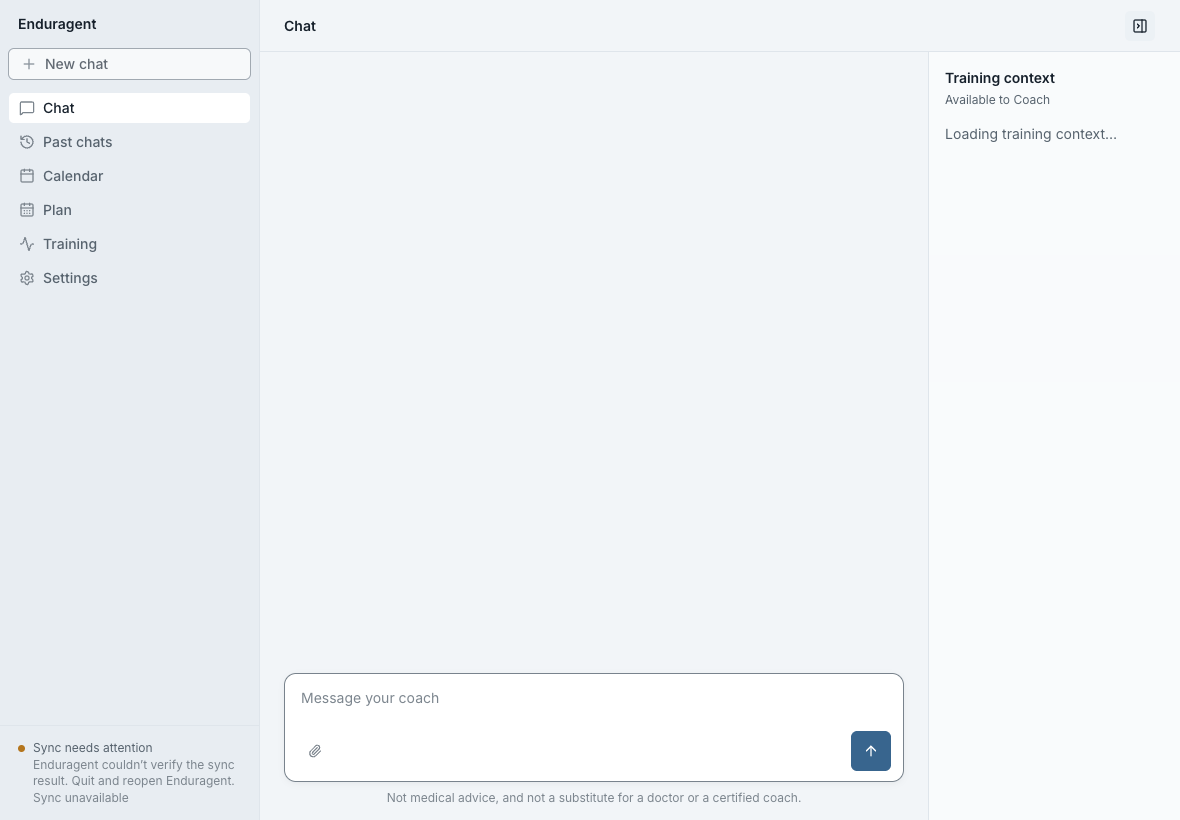 Enduragent
New chat
Chat
Past chats
Calendar
Plan
Training
Settings
Sync needs attention
Enduragent couldn’t verify the sync
result. Quit and reopen Enduragent.
Sync unavailable
Chat
Message your coach
Not medical advice, and not a substitute for a doctor or a certified coach.
Training context
Available to Coach
Loading training context...